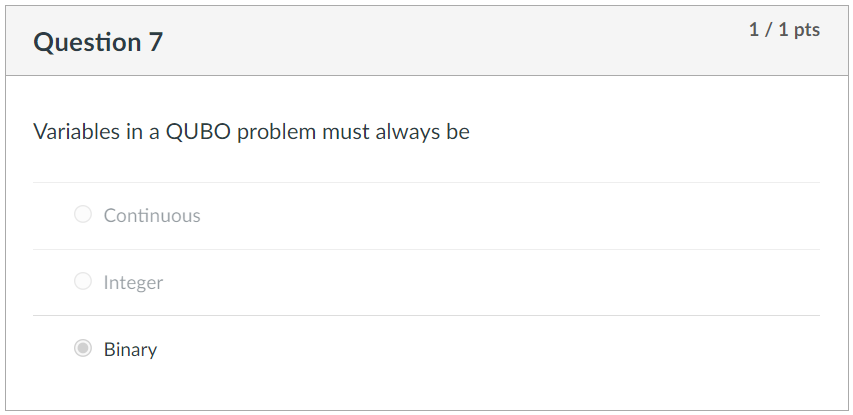 Question 7
1 / 1 pts
Variables in a QUBO problem must always be
Continuous
Integer
Binary